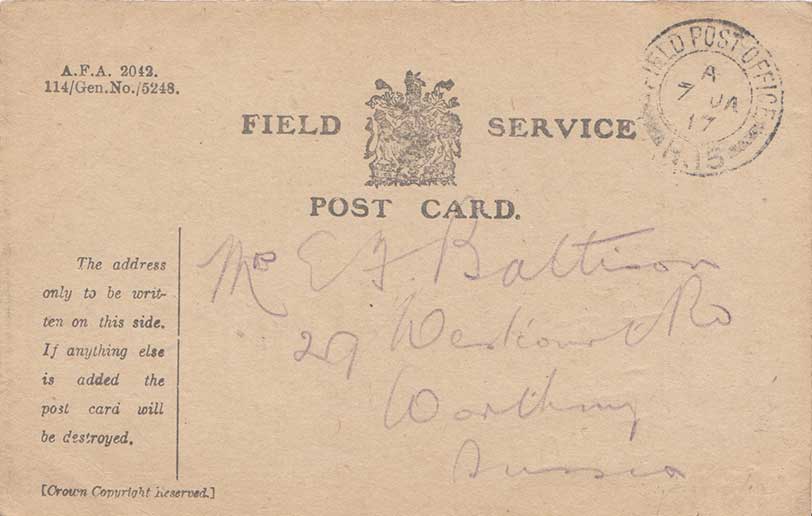 A.F.A. 2042.
114/Gen.No./5248.
FIELD SERVICE
POST CARD.
FIELD POST OFFICE
A
7 JA
17
H.15
The address
only to be writ-
ten on this side.
If anything else
is added the
post card will
be destroyed.
[Crown Copyright Reserved.]
Mr E F Battison
Westcourt Rd
Worthing
Sussex